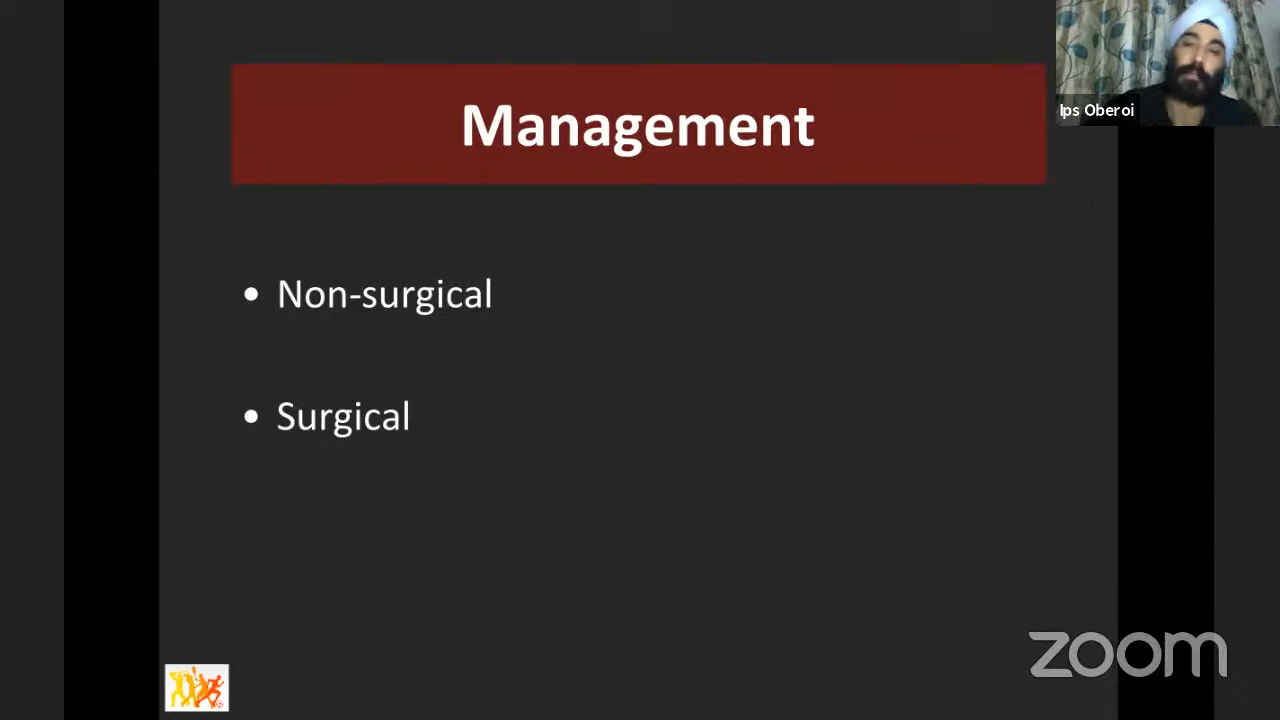 Management
Ips Oberoi
• Non-surgical
• Surgical
zoom